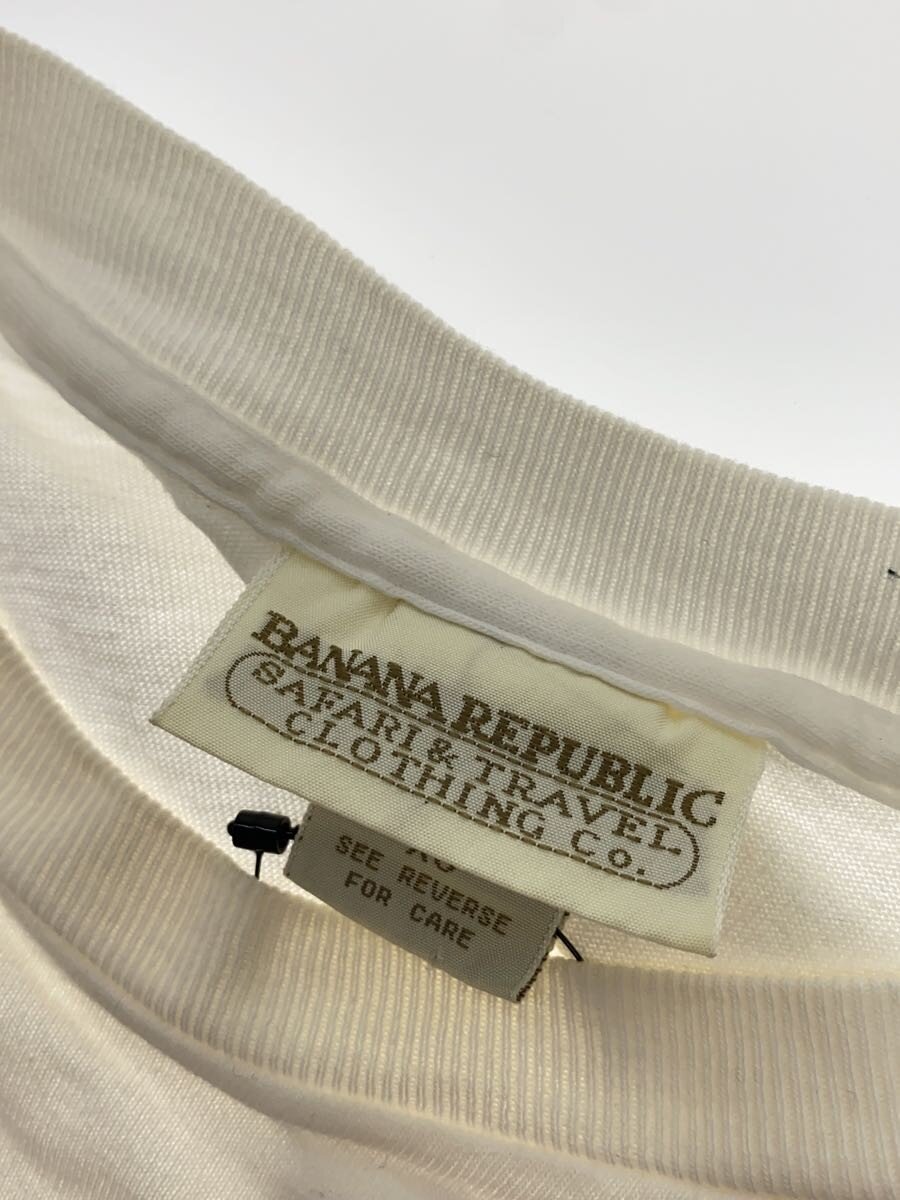 BANANA REPUBLIC
SAFARI & TRAVEL
CLOTHING Co.
SEE REVERSE
FOR CARE